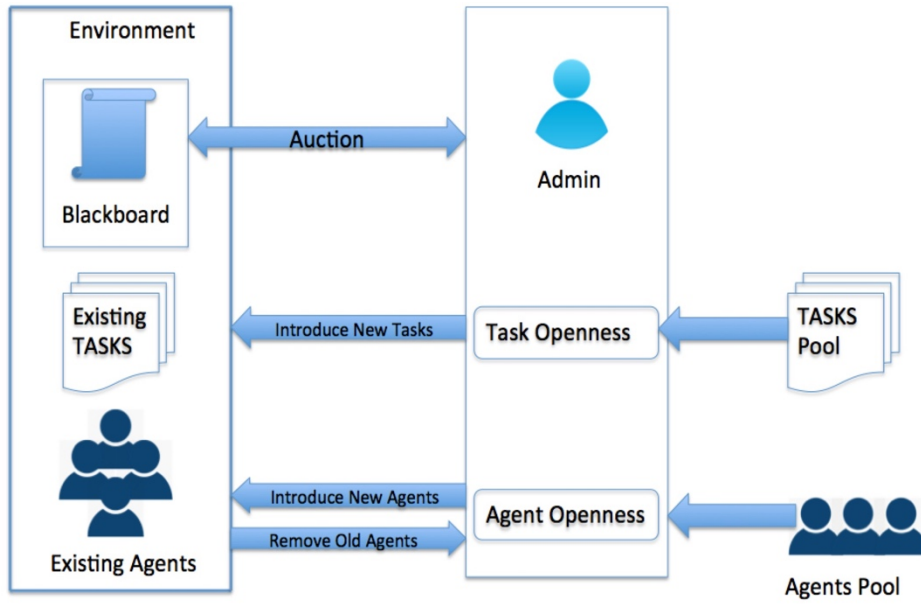 Environment
Auction
Admin
Blackboard
Existing
TASKS
Introduce New Tasks
Task Openness
TASKS
Pool
Introduce New Agents
Agent Openness
Remove Old Agents
Existing Agents
Agents Pool